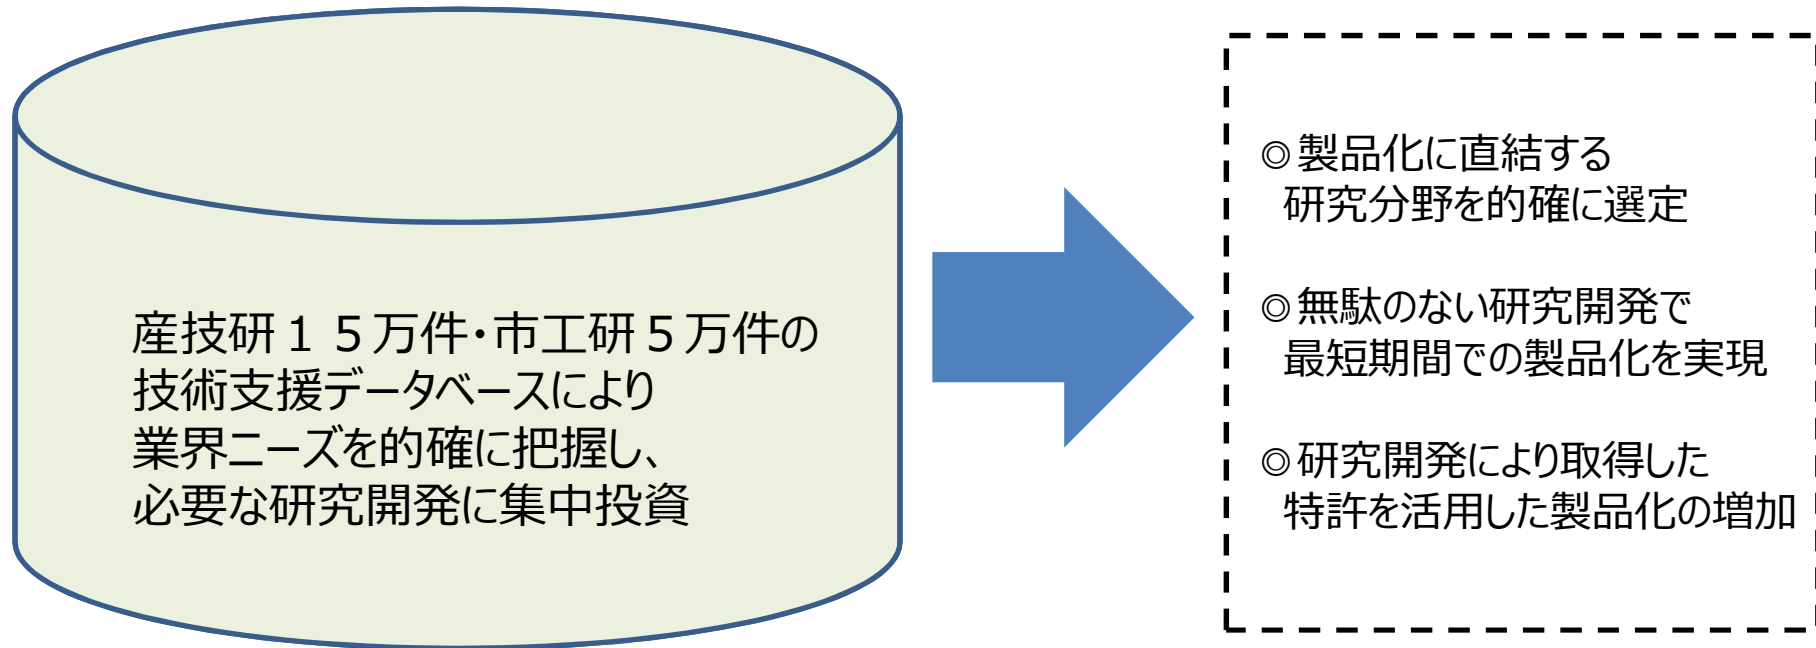 産技研１５万件・市工研５万件の
技術支援データベースにより
業界ニーズを的確に把握し、
必要な研究開発に集中投資
◎製品化に直結する
研究分野を的確に選定
◎無駄のない研究開発で
最短期間での製品化を実現
◎研究開発により取得した
特許を活用した製品化の増加